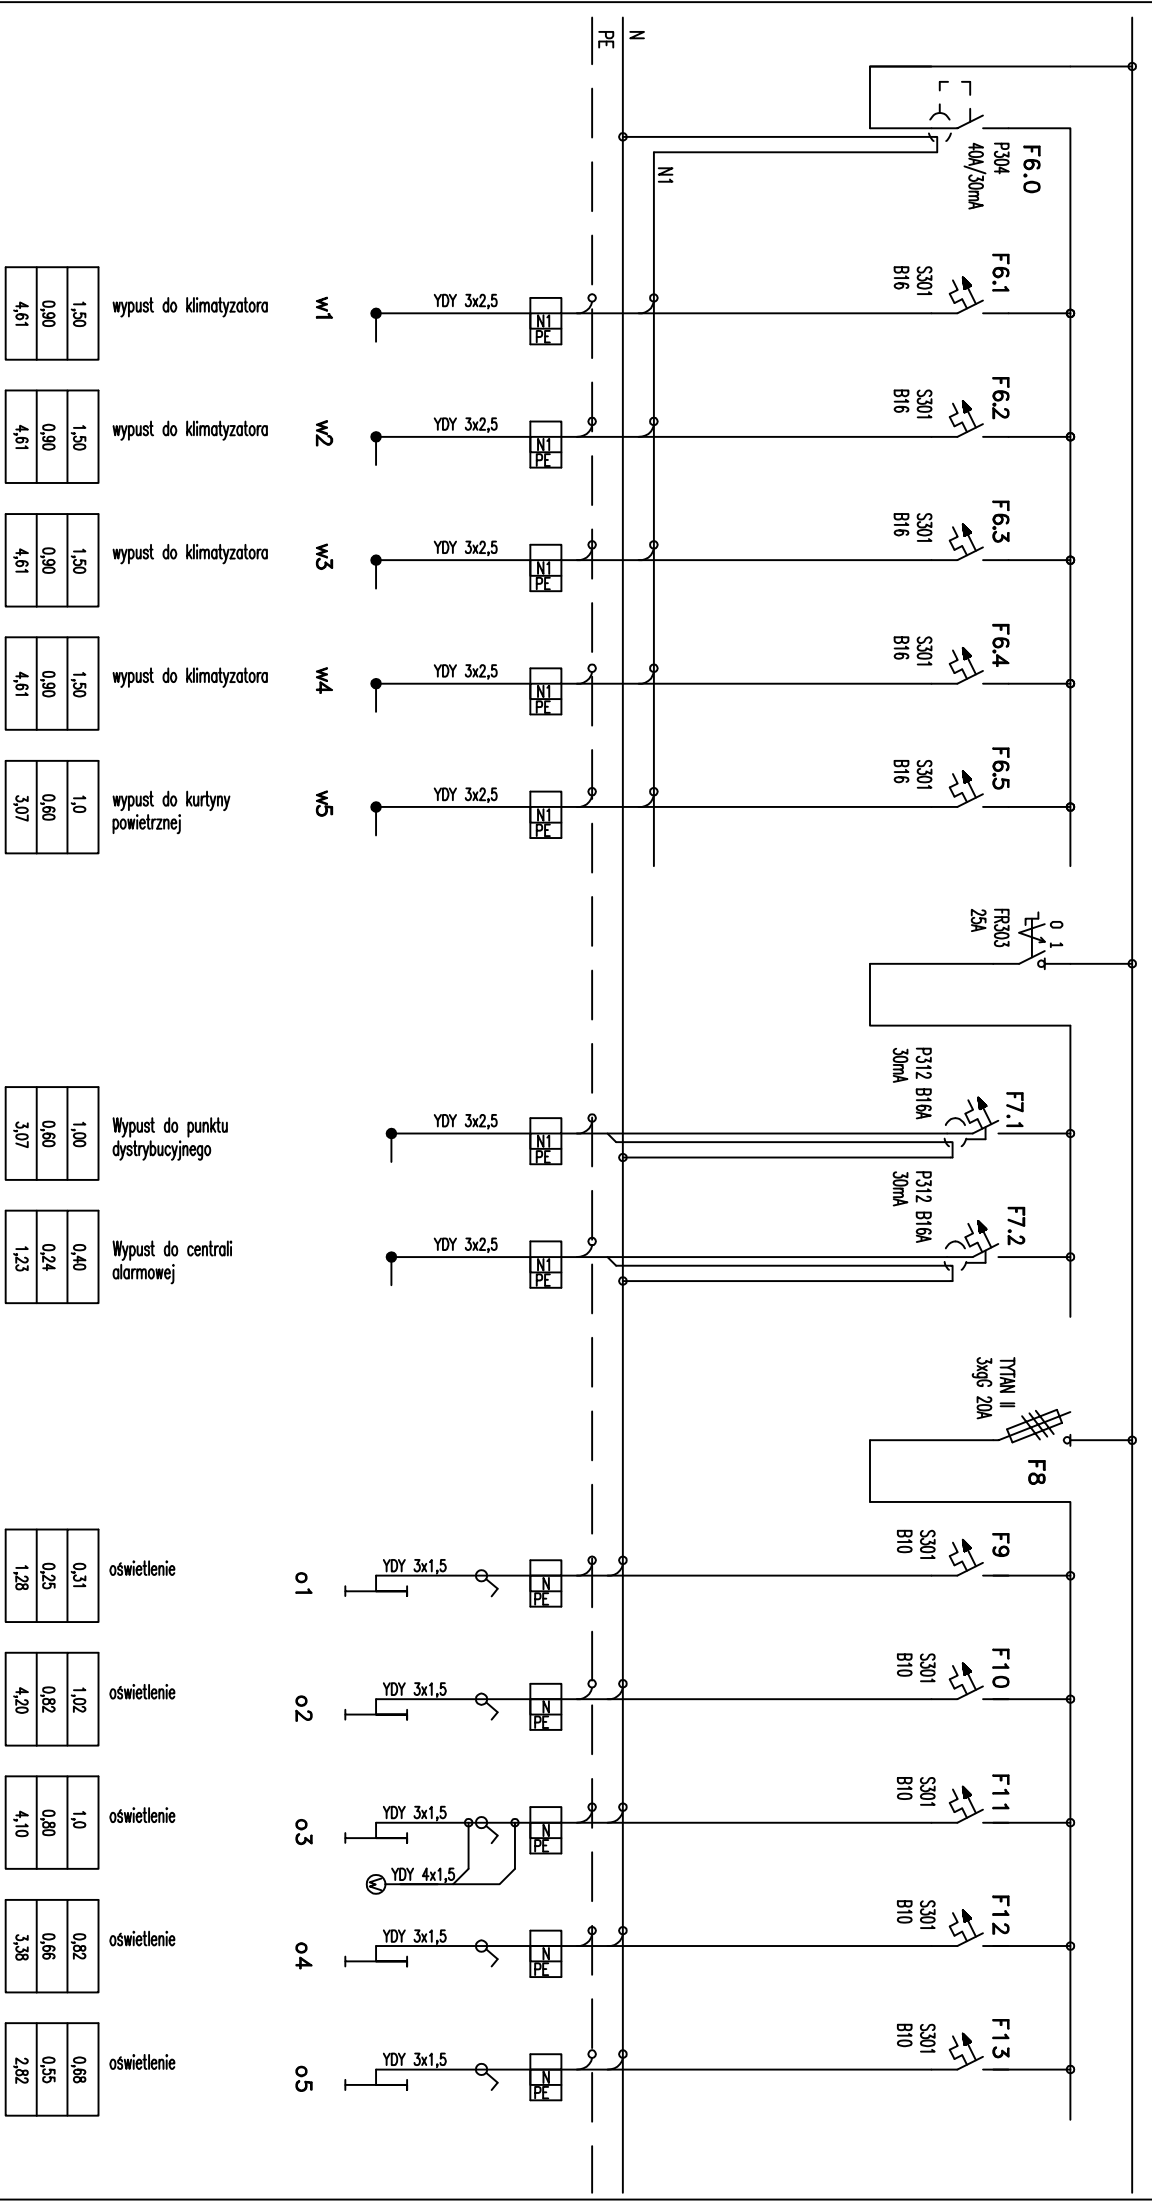 N
PE
F6.0
P304
40A/30mA
N1
F6.1
S301
B16
N1
PE
YDY 3x2,5
w1
wypust do klimatyzatora
1,50
0,90
4,61
F6.2
S301
B16
N1
PE
YDY 3x2,5
w2
wypust do klimatyzatora
1,50
0,90
4,61
F6.3
S301
B16
N1
PE
YDY 3x2,5
w3
wypust do klimatyzatora
1,50
0,90
4,61
F6.4
S301
B16
N1
PE
YDY 3x2,5
w4
wypust do klimatyzatora
1,50
0,90
4,61
F6.5
S301
B16
N1
PE
YDY 3x2,5
w5
wypust do kurtyny
powietrznej
1,0
0,60
3,07
0 1
FR303
25A
F7.1
P312 B16A
30mA
N1
PE
YDY 3x2,5
Wypust do punktu
dystrybucyjnego
1,00
0,60
3,07
F7.2
P312 B16A
30mA
N1
PE
YDY 3x2,5
Wypust do centrali
alarmowej
0,40
0,24
1,23
TYTAN II
3xgG 20A
F8
F9
S301
B10
N
PE
YDY 3x1,5
o1
oświetlenie
0,31
0,25
1,28
F10
S301
B10
N
PE
YDY 3x1,5
o2
oświetlenie
1,02
0,82
4,20
F11
S301
B10
N
PE
YDY 3x1,5
YDY 4x1,5
W
o3
oświetlenie
1,0
0,80
4,10
F12
S301
B10
N
PE
YDY 3x1,5
o4
oświetlenie
0,82
0,66
3,38
F13
S301
B10
N
PE
YDY 3x1,5
o5
oświetlenie
0,68
0,55
2,82